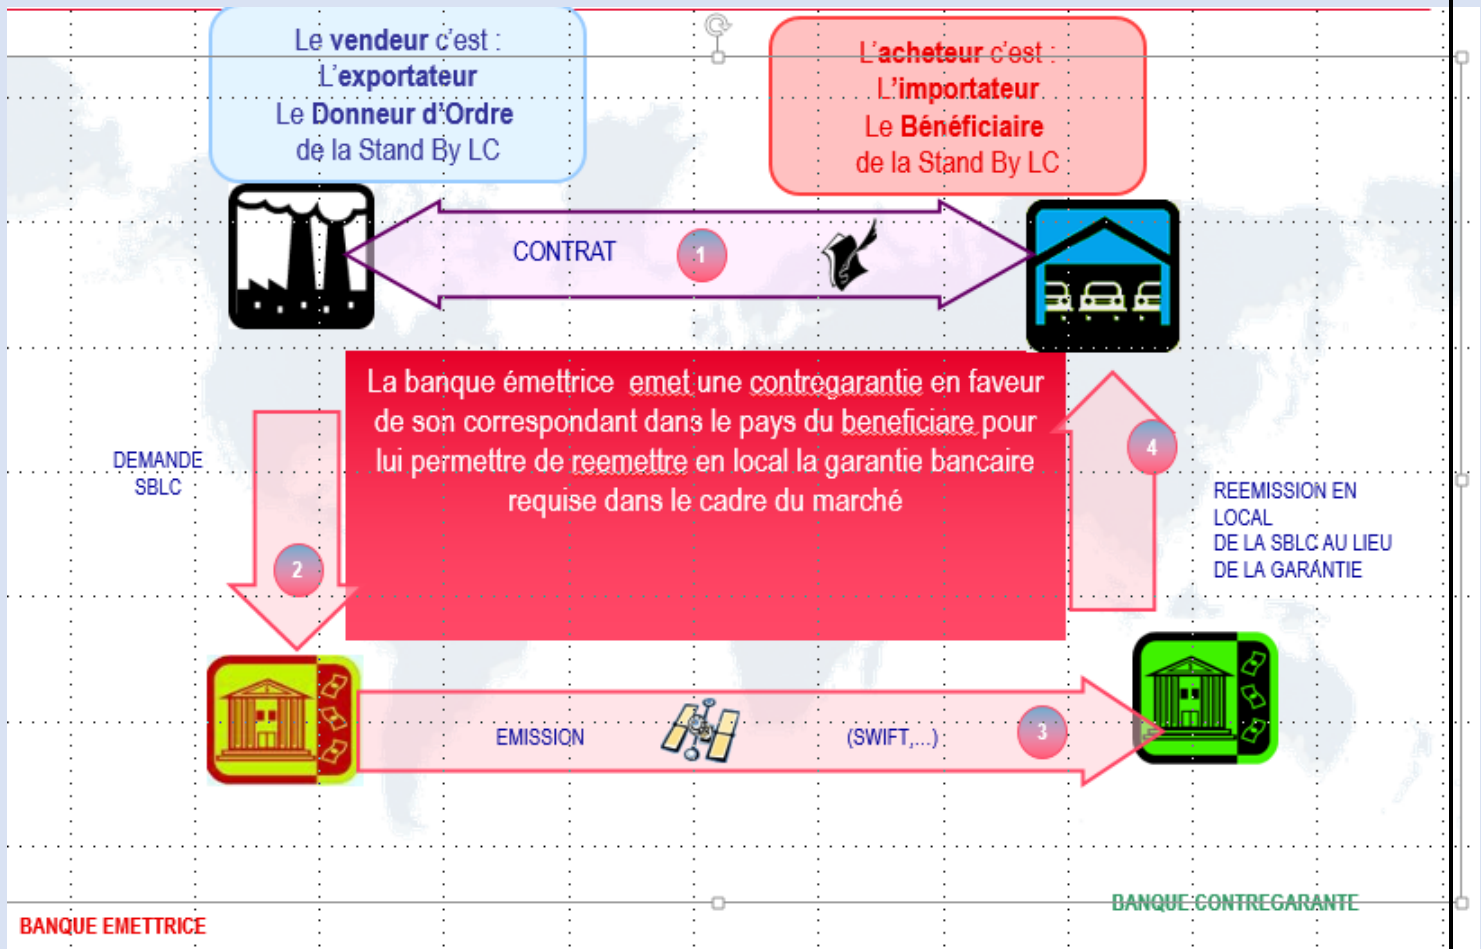 Le vendeur c'est :
L'exportateur
Le Donneur d'Ordre
de la Stand By LC
L'acheteur c'est :
L'importateur
Le Bénéficiaire
de la Stand By LC
CONTRAT
1
La banque émettrice emet une contregarantie en faveur
de son correspondant dans le pays du beneficiare pour
lui permettre de reemettre en local la garantie bancaire
requise dans le cadre du marché
DEMANDE
SBLC
2
4
REEMISSION EN
LOCAL
DE LA SBLC AU LIEU
DE LA GARANTIE
EMISSION
(SWIFT,...)
3
BANQUE CONTREGARANTE
BANQUE EMETTRICE